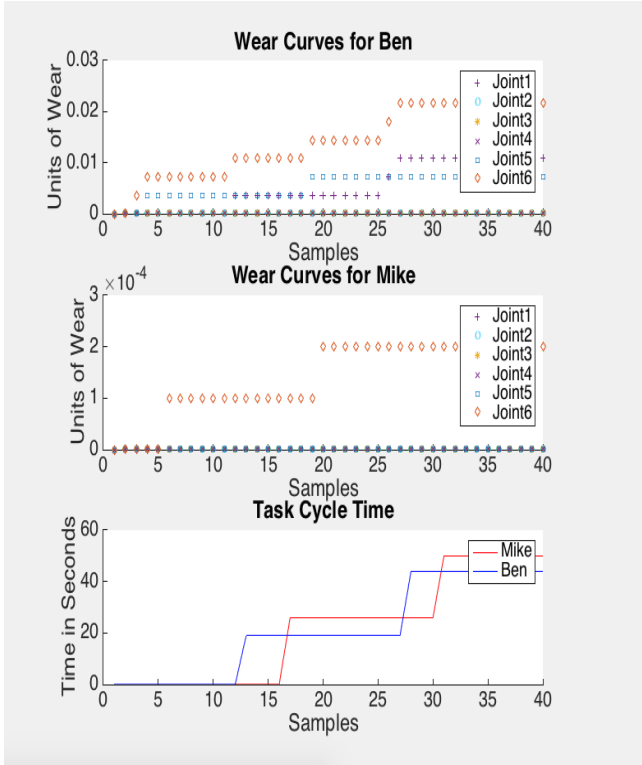 Wear Curves for Ben
Units of Wear
0.03
0.02
0.01
0
Joint1
Joint2
Joint3
Joint4
Joint5
Joint6
0 5 10 15 20 25 30 35 40
Samples
Wear Curves for Mike
×10-4
Units of Wear
3
2
1
0
Joint1
Joint2
Joint3
Joint4
Joint5
Joint6
0 5 10 15 20 25 30 35 40
Samples
Task Cycle Time
Time in Seconds
60
40
20
0
Mike
Ben
0 5 10 15 20 25 30 35 40
Samples